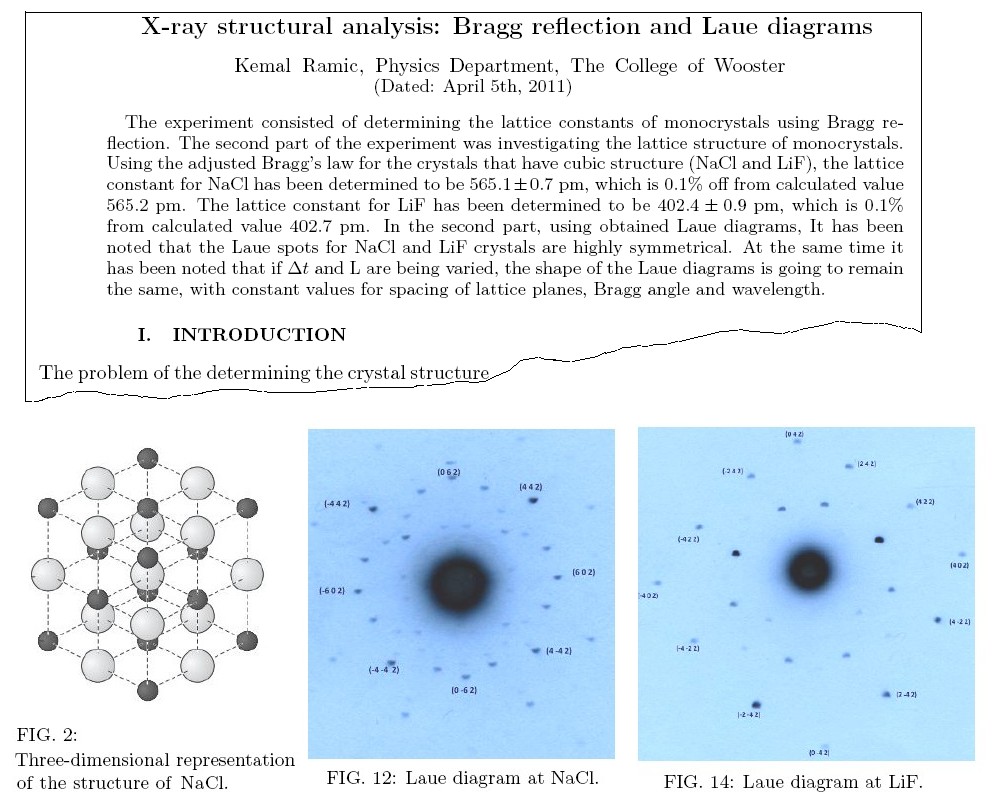 X-ray structural analysis: Bragg reflection and Laue diagrams
Kemal Ramic, Physics Department, The College of Wooster
(Dated: April 5th, 2011)
The experiment consisted of determining the lattice constants of monocrystals using Bragg re-
flection. The second part of the experiment was investigating the lattice structure of monocrystals.
Using the adjusted Bragg's law for the crystals that have cubic structure (NaCl and LiF), the lattice
constant for NaCl has been determined to be 565.1±0.7 pm, which is 0.1% off from calculated value
565.2 pm. The lattice constant for LiF has been determined to be 402.4 ± 0.9 pm, which is 0.1%
from calculated value 402.7 pm. In the second part, using obtained Laue diagrams, It has been
noted that the Laue spots for NaCl and LiF crystals are highly symmetrical. At the same time it
has been noted that if Δt and L are being varied, the shape of the Laue diagrams is going to remain
the same, with constant values for spacing of lattice planes, Bragg angle and wavelength.
I. INTRODUCTION
The problem of the determining the crystal structure
FIG. 2:
Three-dimensional representation
of the structure of NaCl.
(0 6 2)
(4 4 2)
(-4 4 2)
(6 0 2)
(-6 0 2)
(4 -4 2)
(-4 -4 2)
(0 -6 2)
FIG. 12: Laue diagram at NaCl.
(0 4 2)
(2 4 2)
(-2 4 2)
(4 2 2)
(-4 2 2)
(4 0 2)
-4 0 2)
(4 -2 2)
(-4 -2 2)
(2 -4 2)
(-2 -4 2)
(0 -4 2)
FIG. 14: Laue diagram at LiF.